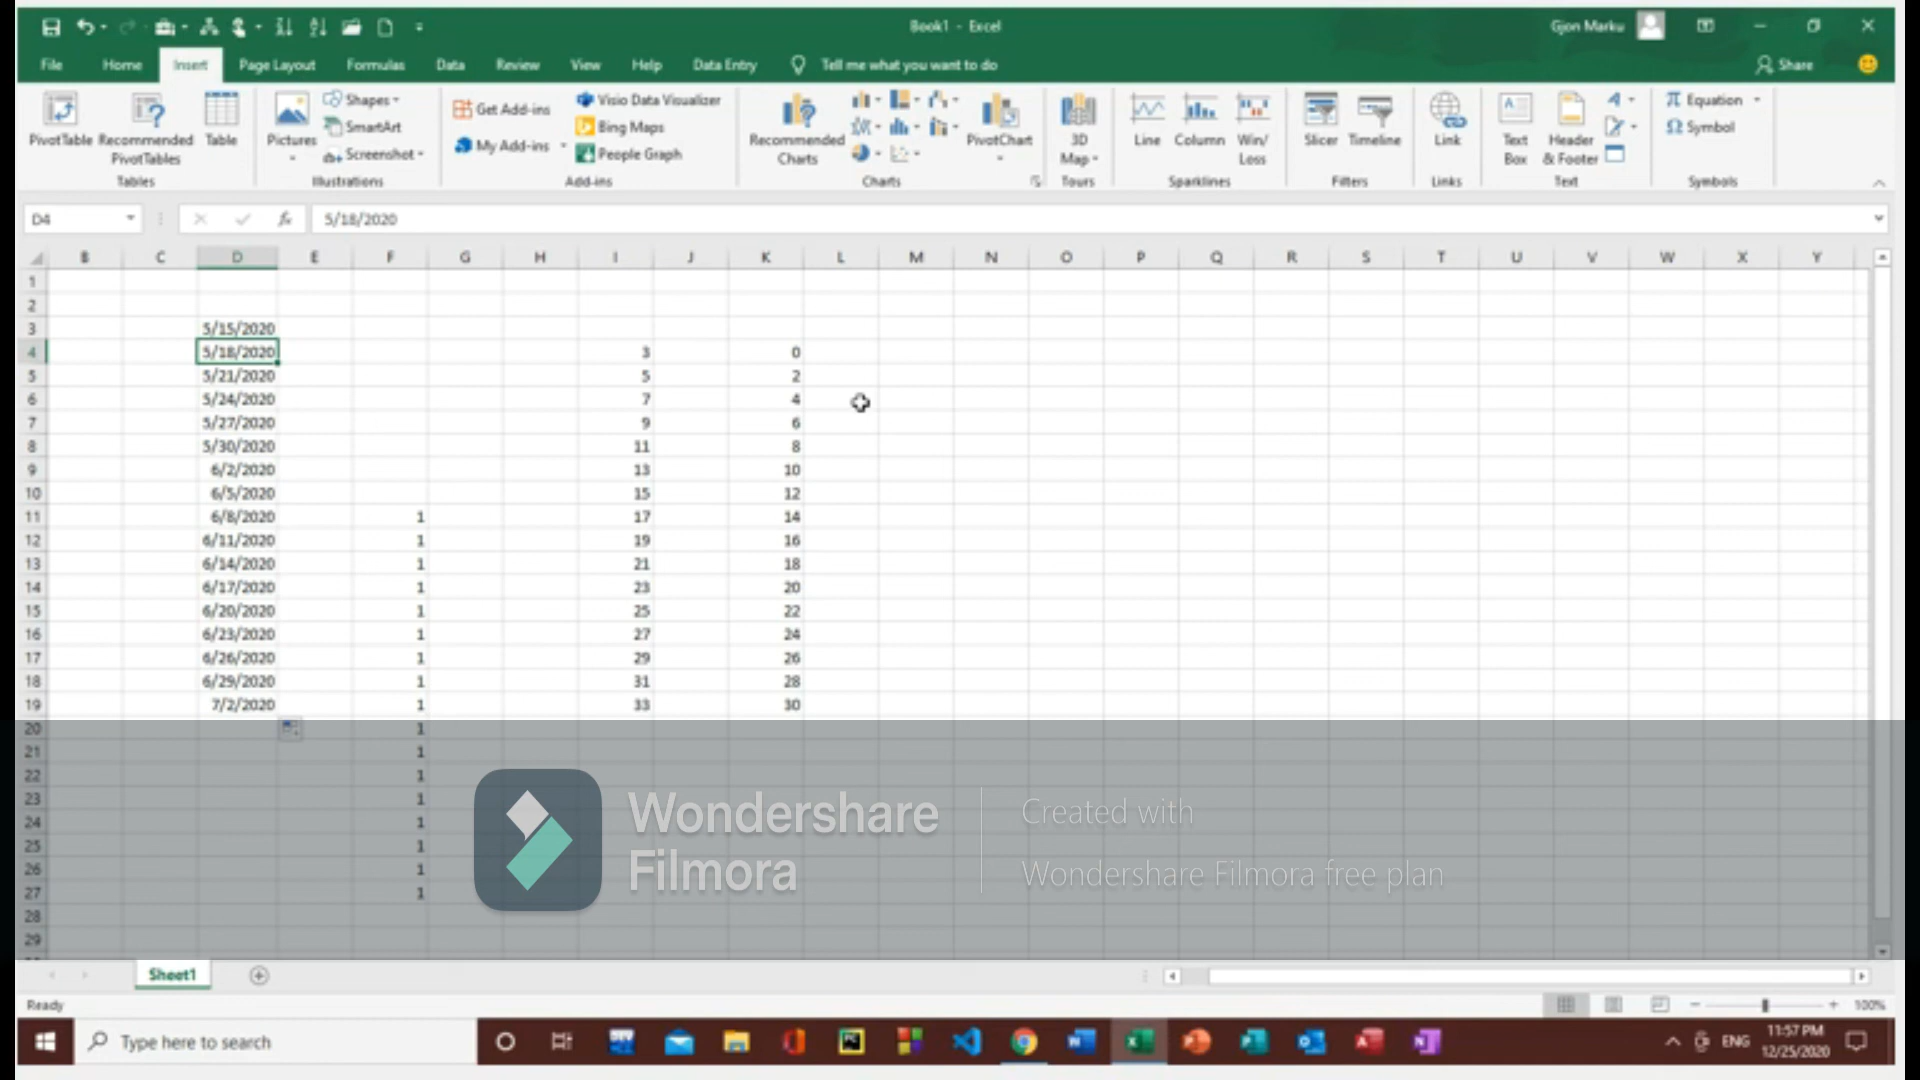 Book1 - Excel
Gjon Marku
File Home Insert Page Layout Formulas Data Review View Help Data Entry Tell me what you want to do Share
PivotTable Recommended PivotTables Table
Tables
Pictures Shapes SmartArt Screenshot
Illustrations
Get Add-ins My Add-ins Visio Data Visualizer Bing Maps People Graph
Add-ins
Recommended Charts PivotChart
Charts
3D Map
Tours
Line Column Win/Loss
Sparklines
Slicer Timeline
Filters
Link
Links
Text Box Header & Footer
Text
Equation Symbol
Symbols
D4 fx 5/18/2020
B C D E F G H I J K L M N O P Q R S T U V W X Y
1
2
3 5/15/2020
4 5/18/2020 3 0
5 5/21/2020 5 2
6 5/24/2020 7 4
7 5/27/2020 9 6
8 5/30/2020 11 8
9 6/2/2020 13 10
10 6/5/2020 15 12
11 6/8/2020 1 17 14
12 6/11/2020 1 19 16
13 6/14/2020 1 21 18
14 6/17/2020 1 23 20
15 6/20/2020 1 25 22
16 6/23/2020 1 27 24
17 6/26/2020 1 29 26
18 6/29/2020 1 31 28
19 7/2/2020 1 33 30
20 1
21 1
22 1
23 1
24 1
25 1
26 1
27 1
28
29
Wondershare Filmora
Created with
Wondershare Filmora free plan
Sheet1
Ready
100%
Type here to search
ENG
11:57 PM
12/25/2020